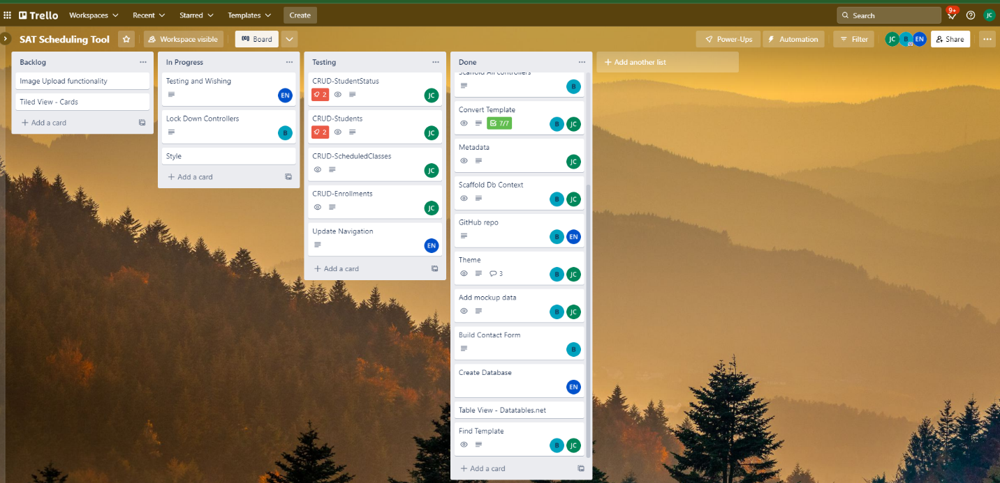 Trello
Workspaces
Recent
Starred
Templates
Create
Search
9+
JC
SAT Scheduling Tool
Workspace visible
Board
Power-Ups
Automation
Filter
JC
B
EN
Share
Backlog
Image Upload functionality
Tiled View - Cards
Add a card
In Progress
Testing and Wishing
EN
Lock Down Controllers
B
Style
Add a card
Testing
CRUD-StudentStatus
2
JC
CRUD-Students
2
JC
CRUD-ScheduledClasses
JC
CRUD-Enrollments
JC
Update Navigation
EN
Add a card
Done
Scaffold All controllers
B
Convert Template
7/7
B JC
Metadata
JC
Scaffold Db Context
B JC
GitHub repo
B EN
Theme
3
B JC
Add mockup data
B JC
Build Contact Form
B
Create Database
EN
Table View - Datatables.net
Find Template
B JC
Add a card
Add another list